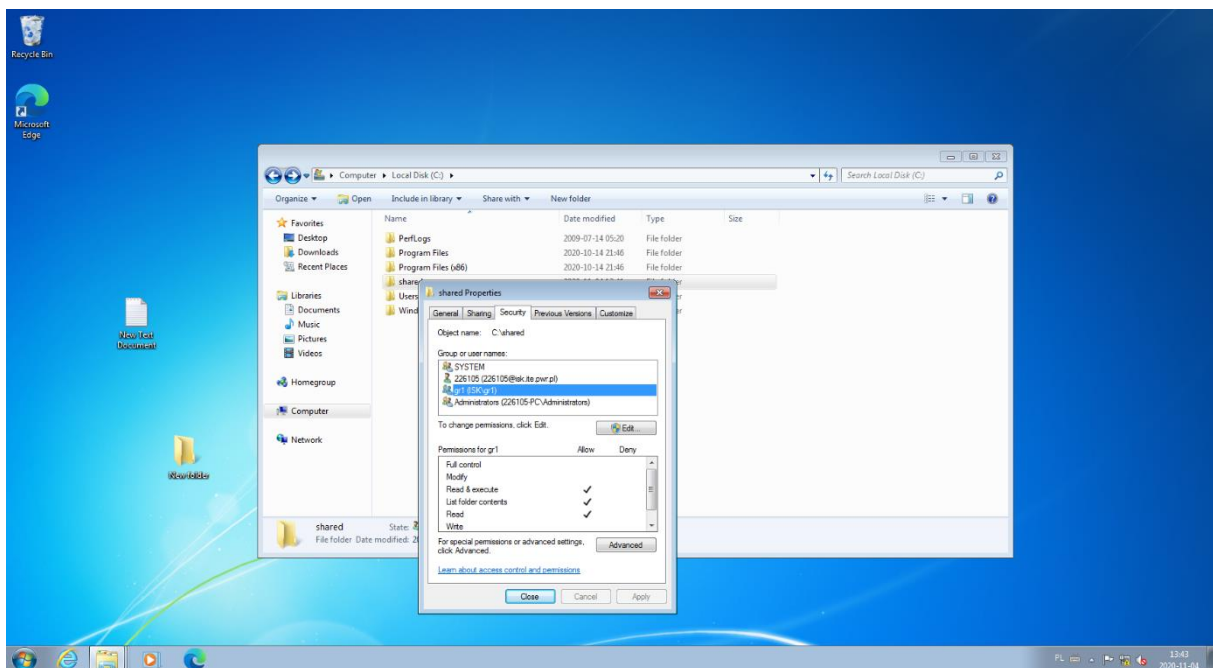 Recycle Bin
Microsoft
Edge
New Text
Document
New folder
Computer
Local Disk (C:)
Search Local Disk (C:)
Organize
Open
Include in library
Share with
New folder
Name
Date modified
Type
Size
Favorites
Desktop
Downloads
Recent Places
Libraries
Documents
Music
Pictures
Videos
Homegroup
Computer
Network
PerfLogs 2009-07-14 05:20 File folder
Program Files 2020-10-14 21:46 File folder
Program Files (x86) 2020-10-14 21:46 File folder
Users
shared State:
File folder Date modified:
shared Properties
General Sharing Security Previous Versions Customize
Object name: C:\shared
Group or user names:
SYSTEM
226105 (226105@isk.ite.pwr.pl)
gr1 (ISK\gr1)
Administrators (226105-PC\Administrators)
To change permissions, click Edit.
Edit...
Permissions for gr1 Allow Deny
Full control
Modify
Read & execute
List folder contents
Read
Write
For special permissions or advanced settings,
click Advanced.
Advanced
Learn about access control and permissions
Close Cancel Apply
PL
13:43
2020-11-04